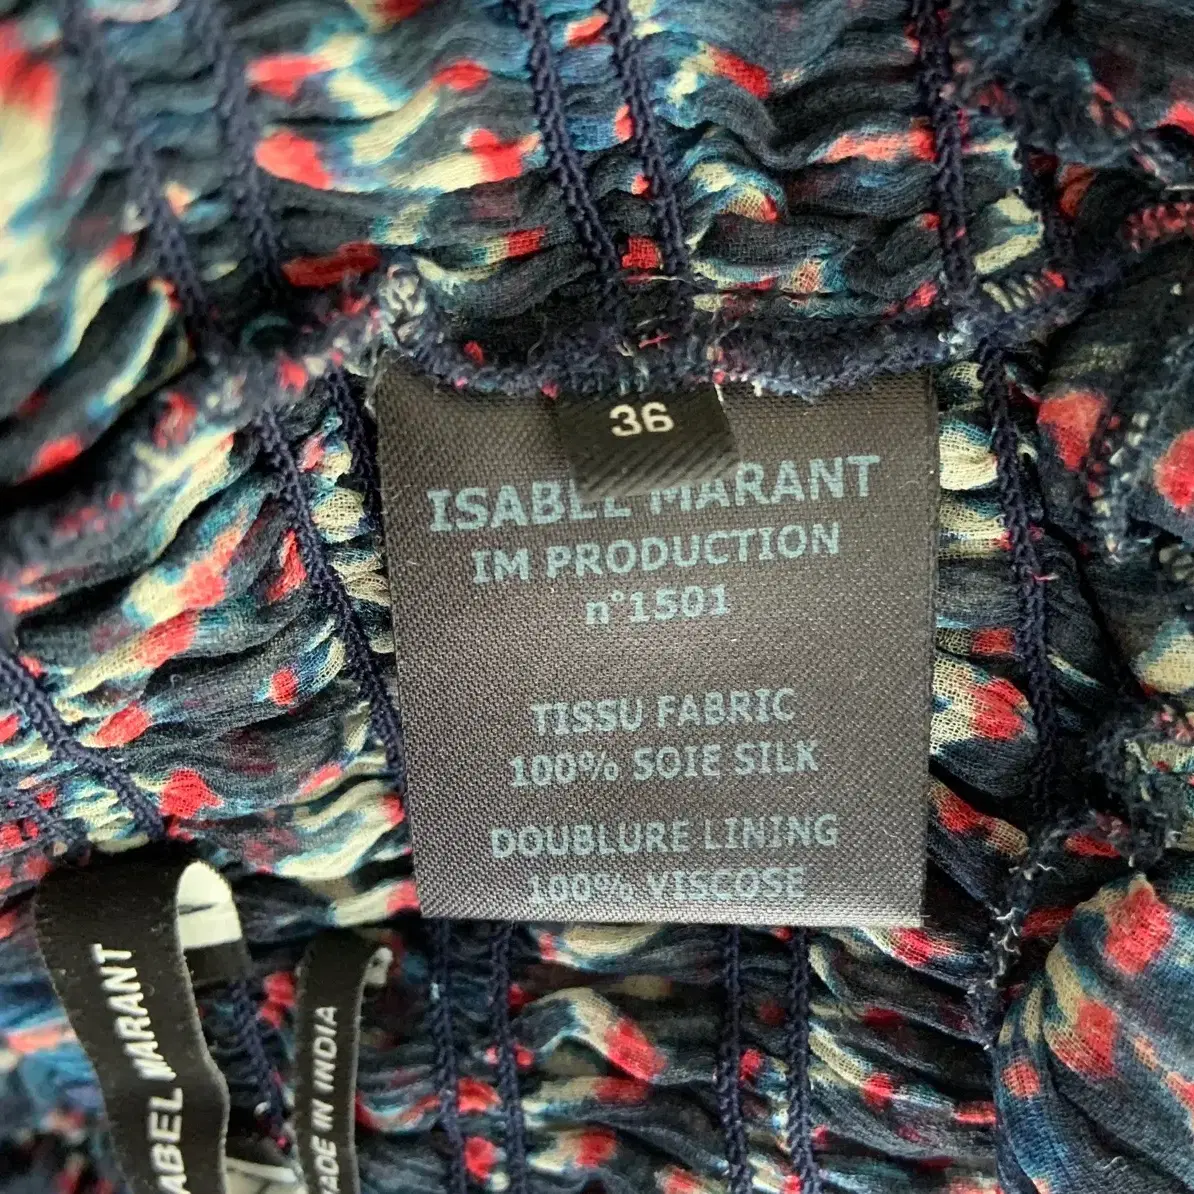 36
ISABEL MARANT
IM PRODUCTION
n°1501
TISSU FABRIC
100% SOIE SILK
DOUBLURE LINING
100% VISCOSE
ABEL MARANT
MADE IN INDIA